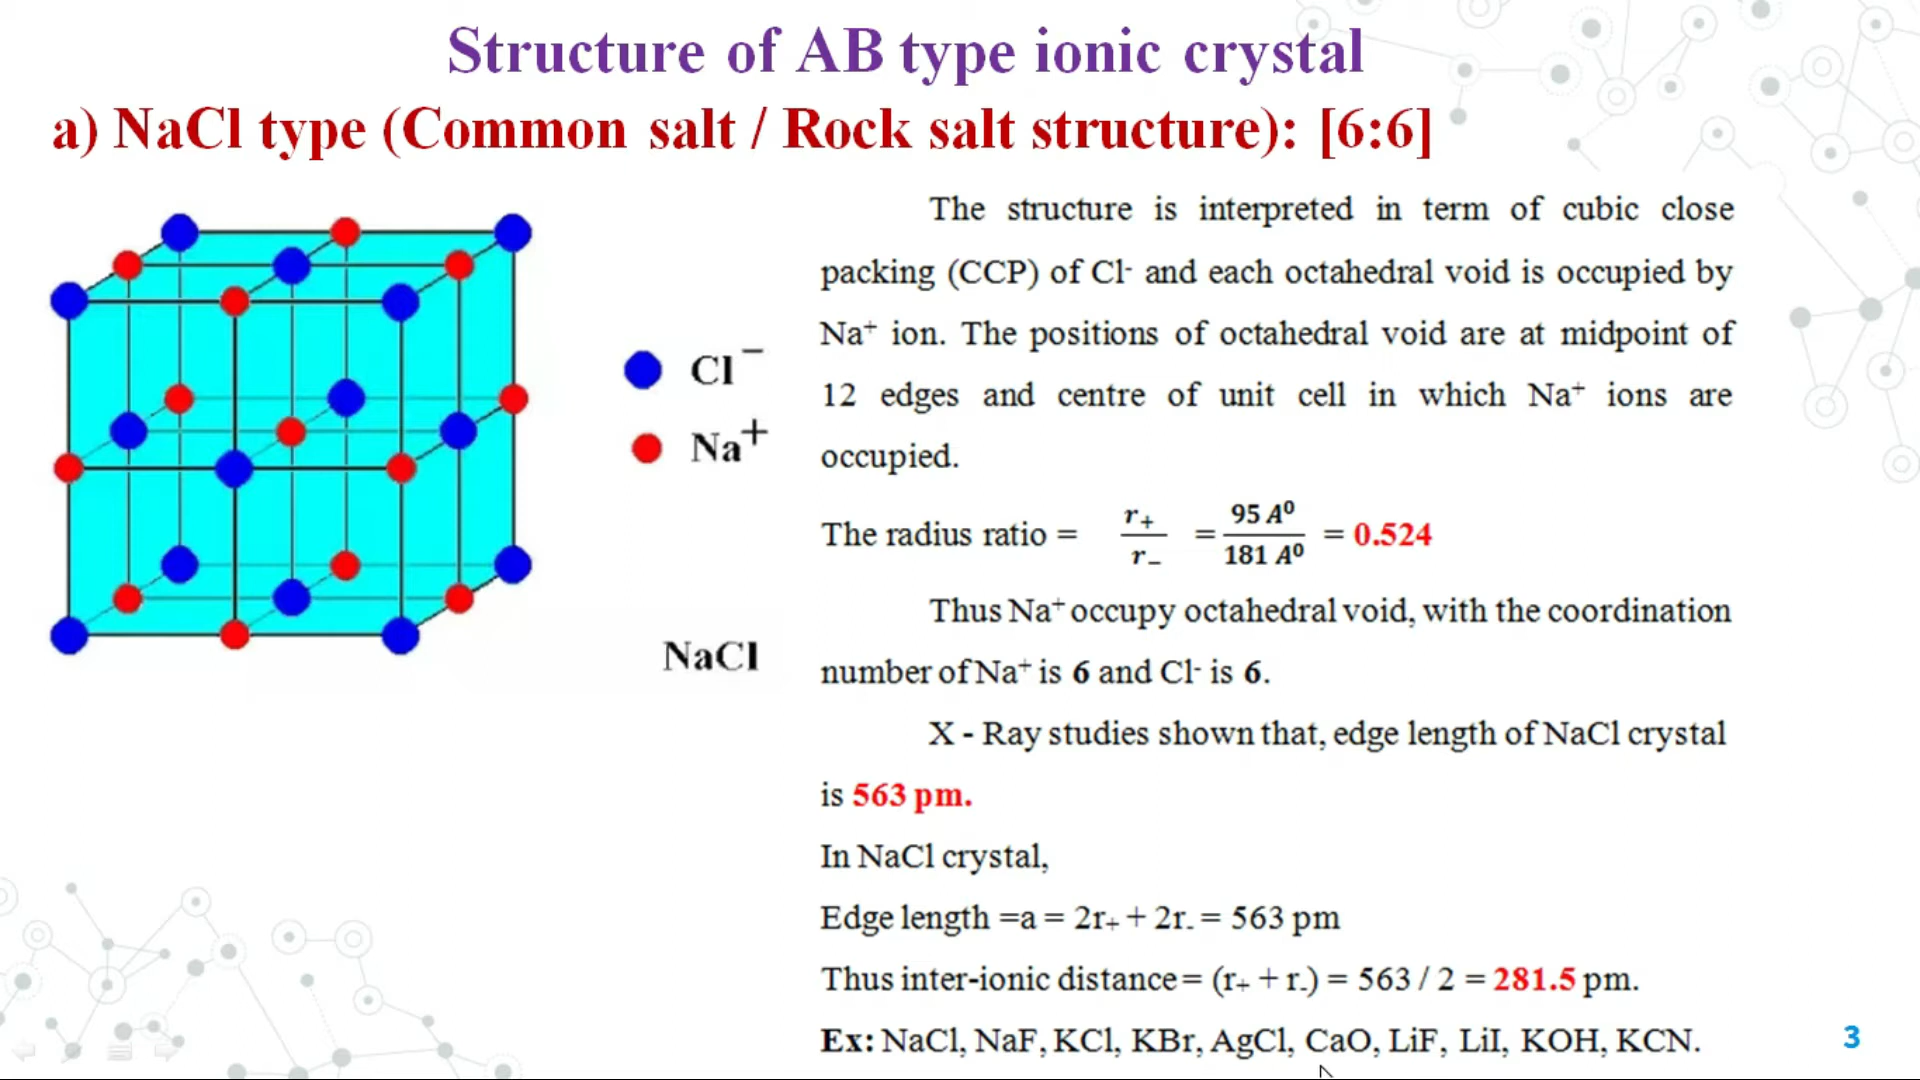 Structure of AB type ionic crystal
a) NaCl type (Common salt / Rock salt structure): [6:6]
Cl⁻
Na⁺
NaCl
The structure is interpreted in term of cubic close
packing (CCP) of Cl⁻ and each octahedral void is occupied by
Na⁺ ion. The positions of octahedral void are at midpoint of
12 edges and centre of unit cell in which Na⁺ ions are
occupied.
The radius ratio = r₊/r₋ = 95 A⁰/181 A⁰ = 0.524
Thus Na⁺ occupy octahedral void, with the coordination
number of Na⁺ is 6 and Cl⁻ is 6.
X - Ray studies shown that, edge length of NaCl crystal
is 563 pm.
In NaCl crystal,
Edge length =a = 2r₊ + 2r₋ = 563 pm
Thus inter-ionic distance = (r₊ + r₋) = 563 / 2 = 281.5 pm.
Ex: NaCl, NaF, KCl, KBr, AgCl, CaO, LiF, LiI, KOH, KCN.
3